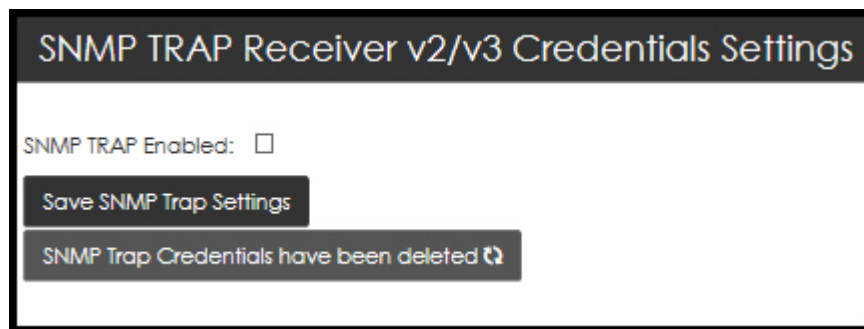 SNMP TRAP Receiver v2/v3 Credentials Settings
SNMP TRAP Enabled:
Save SNMP Trap Settings
SNMP Trap Credentials have been deleted